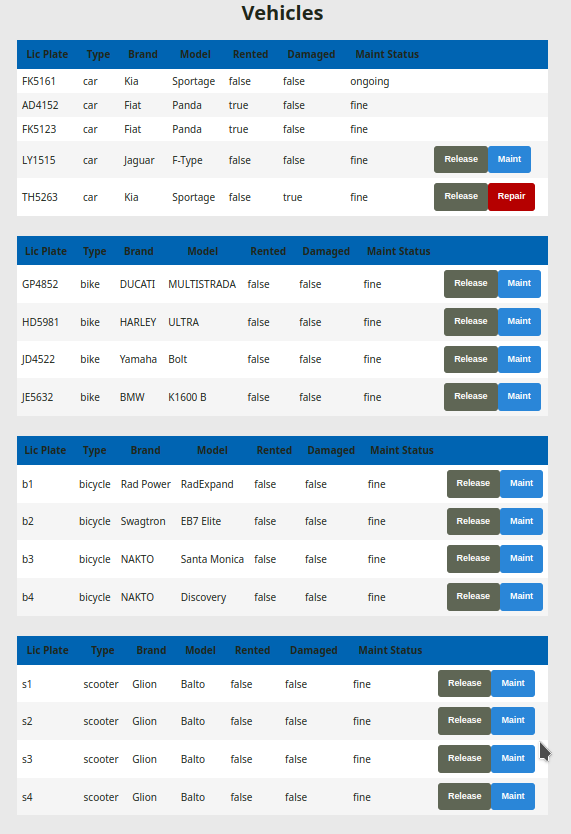 Vehicles
Lic Plate Type Brand Model Rented Damaged Maint Status
FK5161 car Kia Sportage false false ongoing
AD4152 car Fiat Panda true false fine
FK5123 car Fiat Panda true false fine
LY1515 car Jaguar F-Type false false fine Release Maint
TH5263 car Kia Sportage false true fine Release Repair
Lic Plate Type Brand Model Rented Damaged Maint Status
GP4852 bike DUCATI MULTISTRADA false false fine Release Maint
HD5981 bike HARLEY ULTRA false false fine Release Maint
JD4522 bike Yamaha Bolt false false fine Release Maint
JE5632 bike BMW K1600 B false false fine Release Maint
Lic Plate Type Brand Model Rented Damaged Maint Status
b1 bicycle Rad Power RadExpand false false fine Release Maint
b2 bicycle Swagtron EB7 Elite false false fine Release Maint
b3 bicycle NAKTO Santa Monica false false fine Release Maint
b4 bicycle NAKTO Discovery false false fine Release Maint
Lic Plate Type Brand Model Rented Damaged Maint Status
s1 scooter Glion Balto false false fine Release Maint
s2 scooter Glion Balto false false fine Release Maint
s3 scooter Glion Balto false false fine Release Maint
s4 scooter Glion Balto false false fine Release Maint